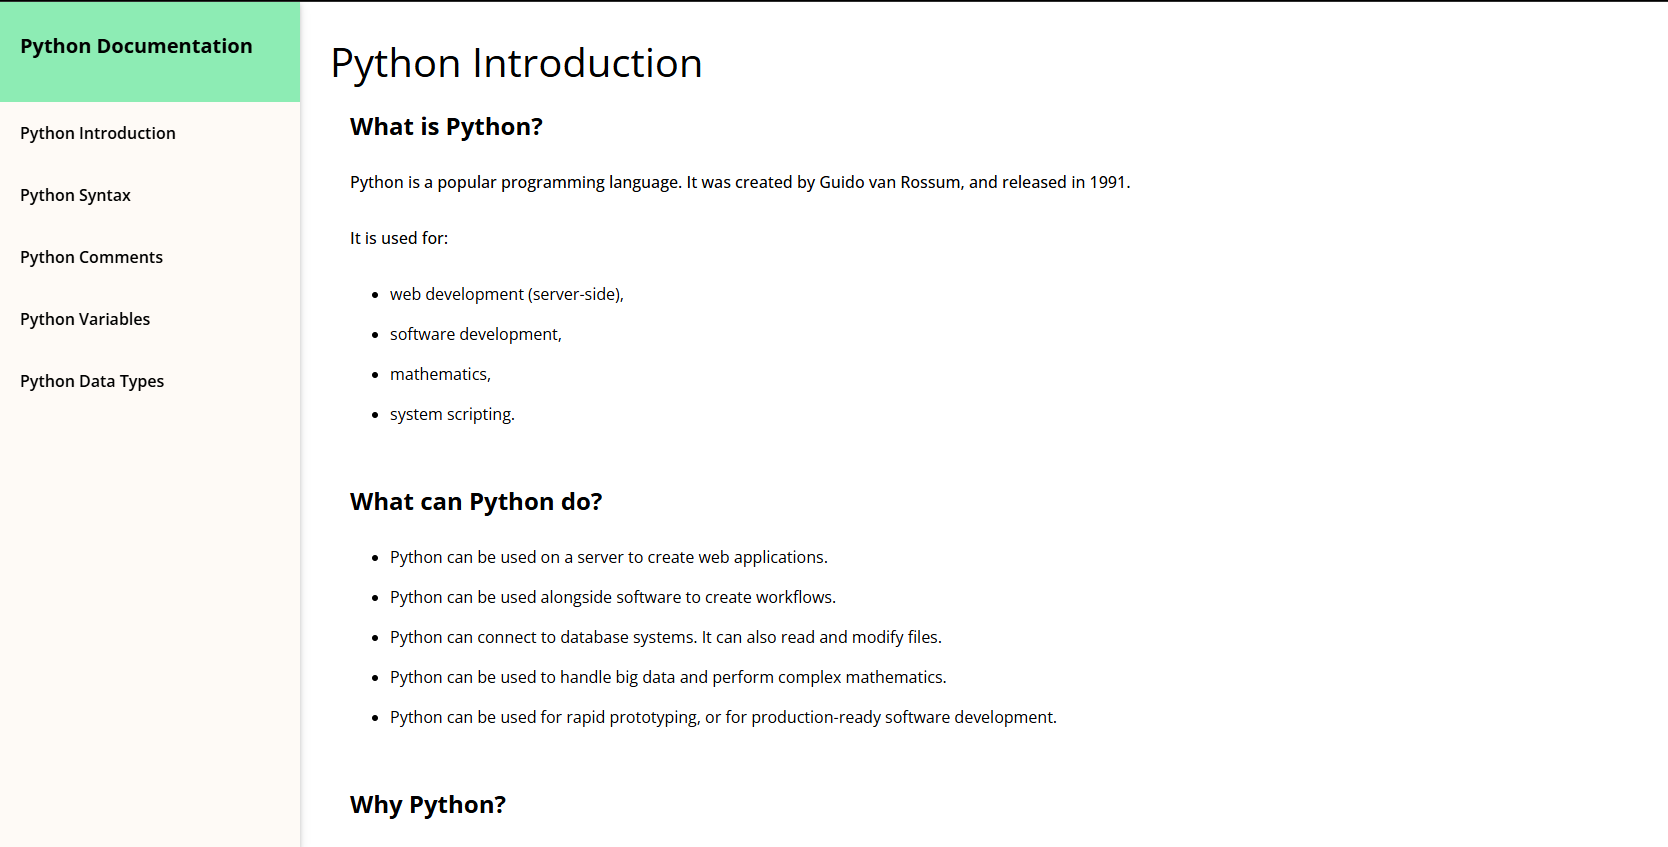 Python Documentation
Python Introduction
Python Syntax
Python Comments
Python Variables
Python Data Types
Python Introduction
What is Python?
Python is a popular programming language. It was created by Guido van Rossum, and released in 1991.
It is used for:
web development (server-side),
software development,
mathematics,
system scripting.
What can Python do?
Python can be used on a server to create web applications.
Python can be used alongside software to create workflows.
Python can connect to database systems. It can also read and modify files.
Python can be used to handle big data and perform complex mathematics.
Python can be used for rapid prototyping, or for production-ready software development.
Why Python?